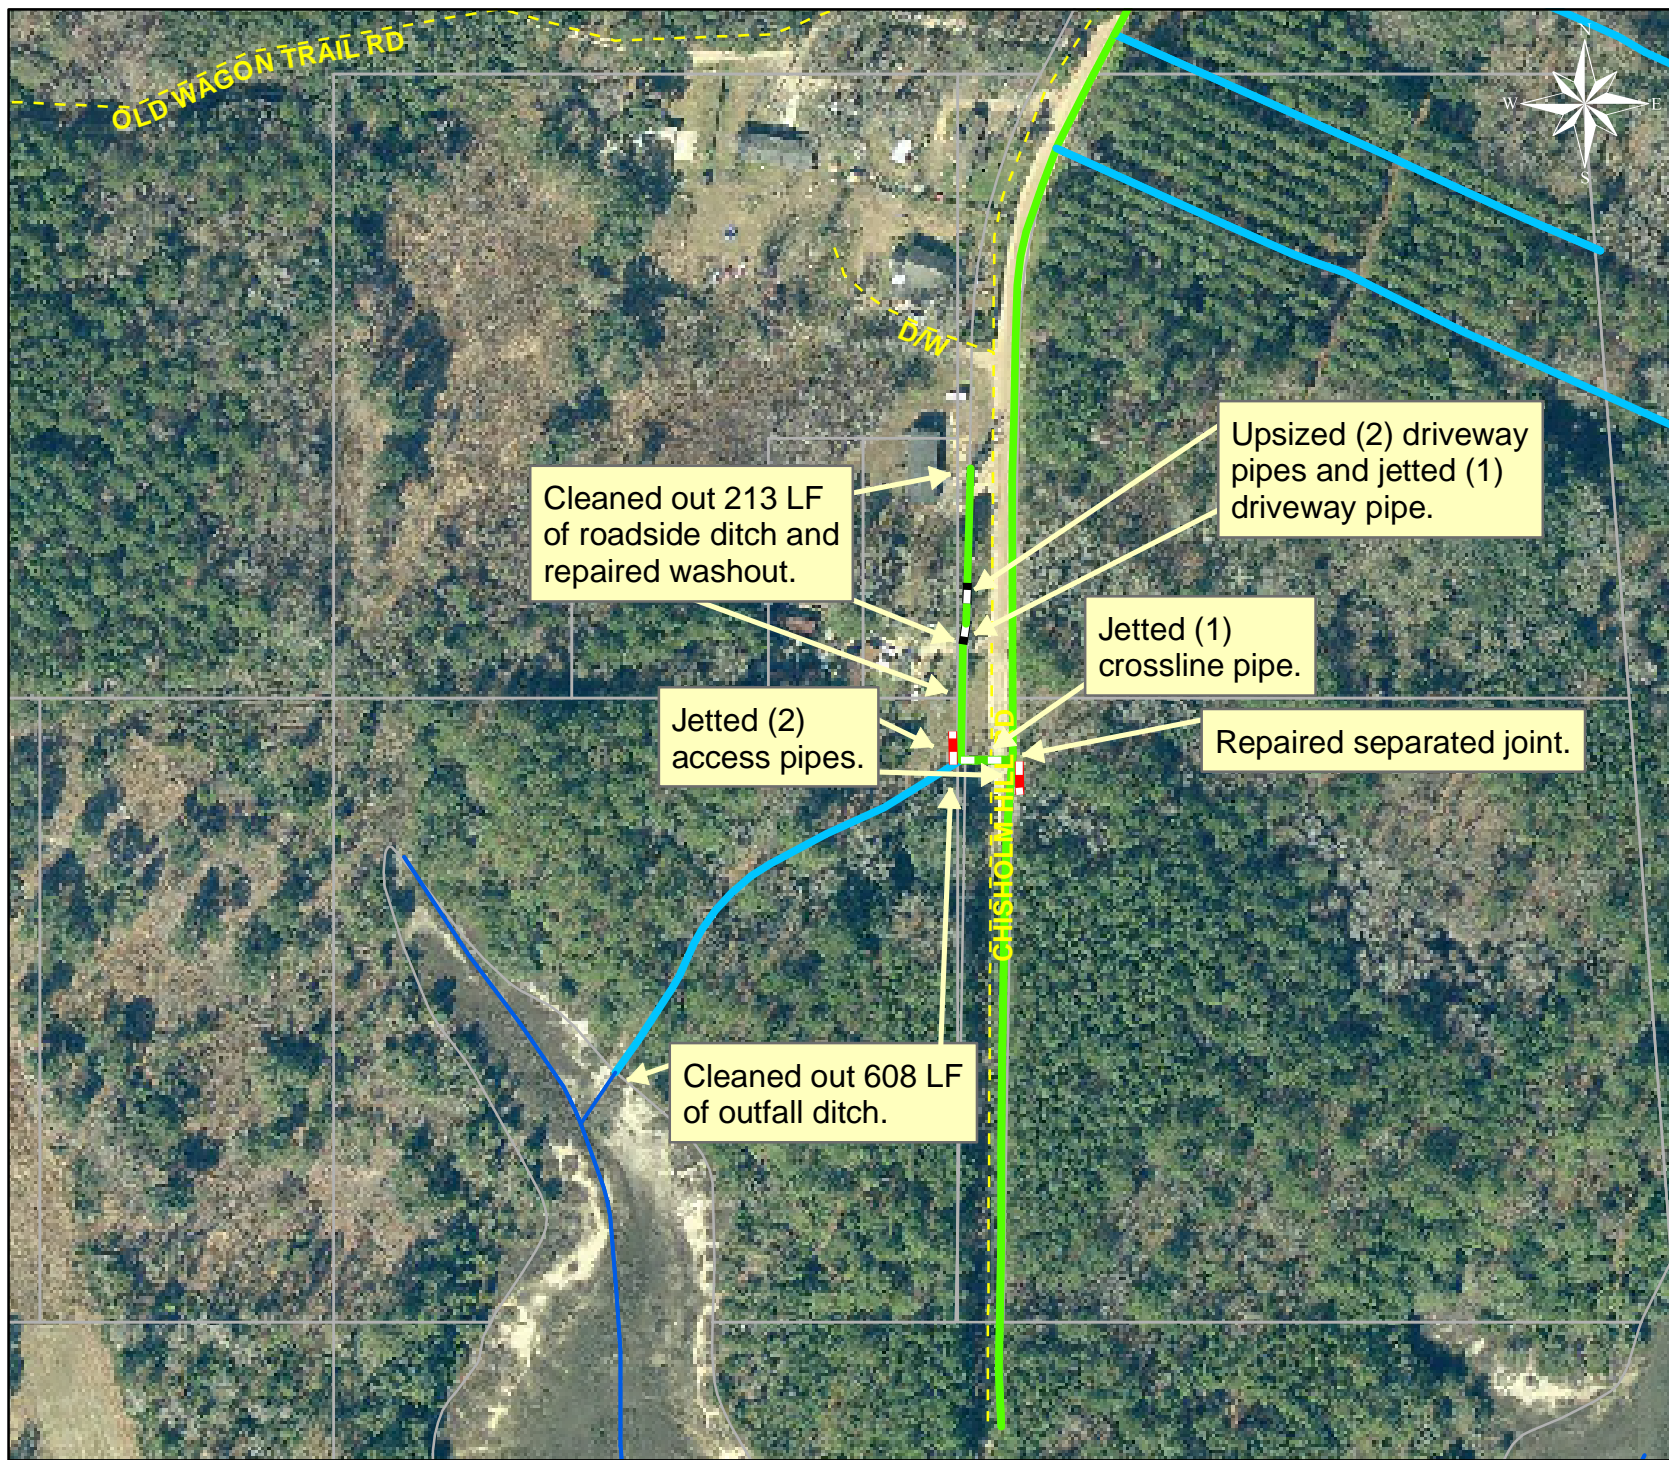 OLD WAGON TRAIL RD
N
W E
S
D/W
Upsized (2) driveway
pipes and jetted (1)
driveway pipe.
Cleaned out 213 LF
of roadside ditch and
repaired washout.
Jetted (1)
crossline pipe.
Jetted (2)
access pipes.
Repaired separated joint.
CHISHOLM HILL RD
Cleaned out 608 LF
of outfall ditch.